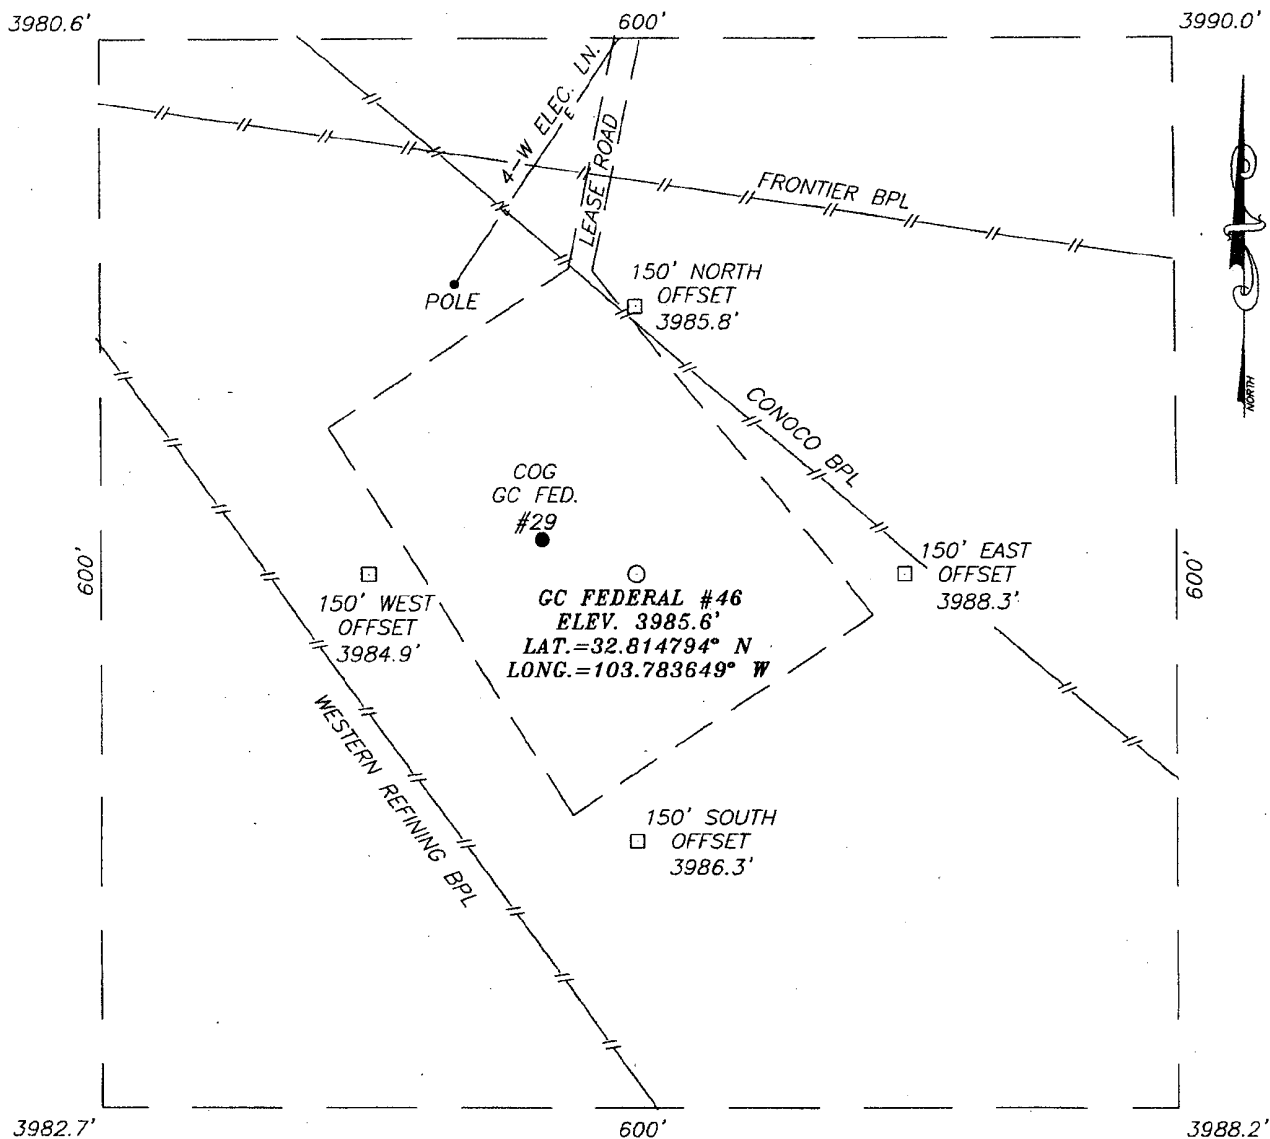 3980.6'
600'
3990.0'
4-W ELEC. LN.
E
E
LEASE ROAD
FRONTIER BPL
NORTH
150' NORTH
OFFSET
3985.8'
POLE
CONOCO BPL
COG
GC FED.
#29
600'
150' WEST
OFFSET
3984.9'
GC FEDERAL #46
ELEV. 3985.6'
LAT.=32.814794° N
LONG.=103.783649° W
150' EAST
OFFSET
3988.3'
600'
WESTERN REFINING BPL
150' SOUTH
OFFSET
3986.3'
3982.7'
600'
3988.2'